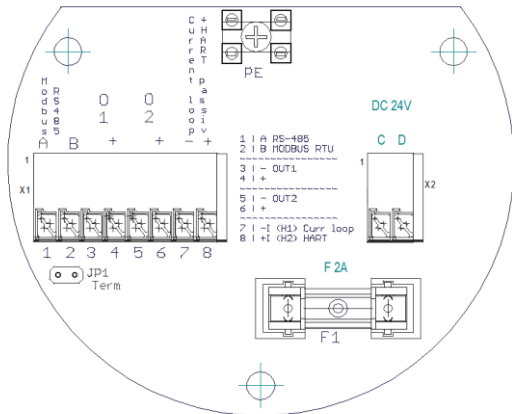 Modbus
RS485
Current loop
+HART passiv
PE
O O
1 2
A B + + - +
DC 24V
C D
1
X1
1 2 3 4 5 6 7 8
1 | A RS-485
2 | B MODBUS RTU
3 | - OUT1
4 | +
5 | - OUT2
6 | +
7 | -I (H1) Curr loop
8 | +I (H2) HART
1
X2
JP1
Term
F 2A
F1